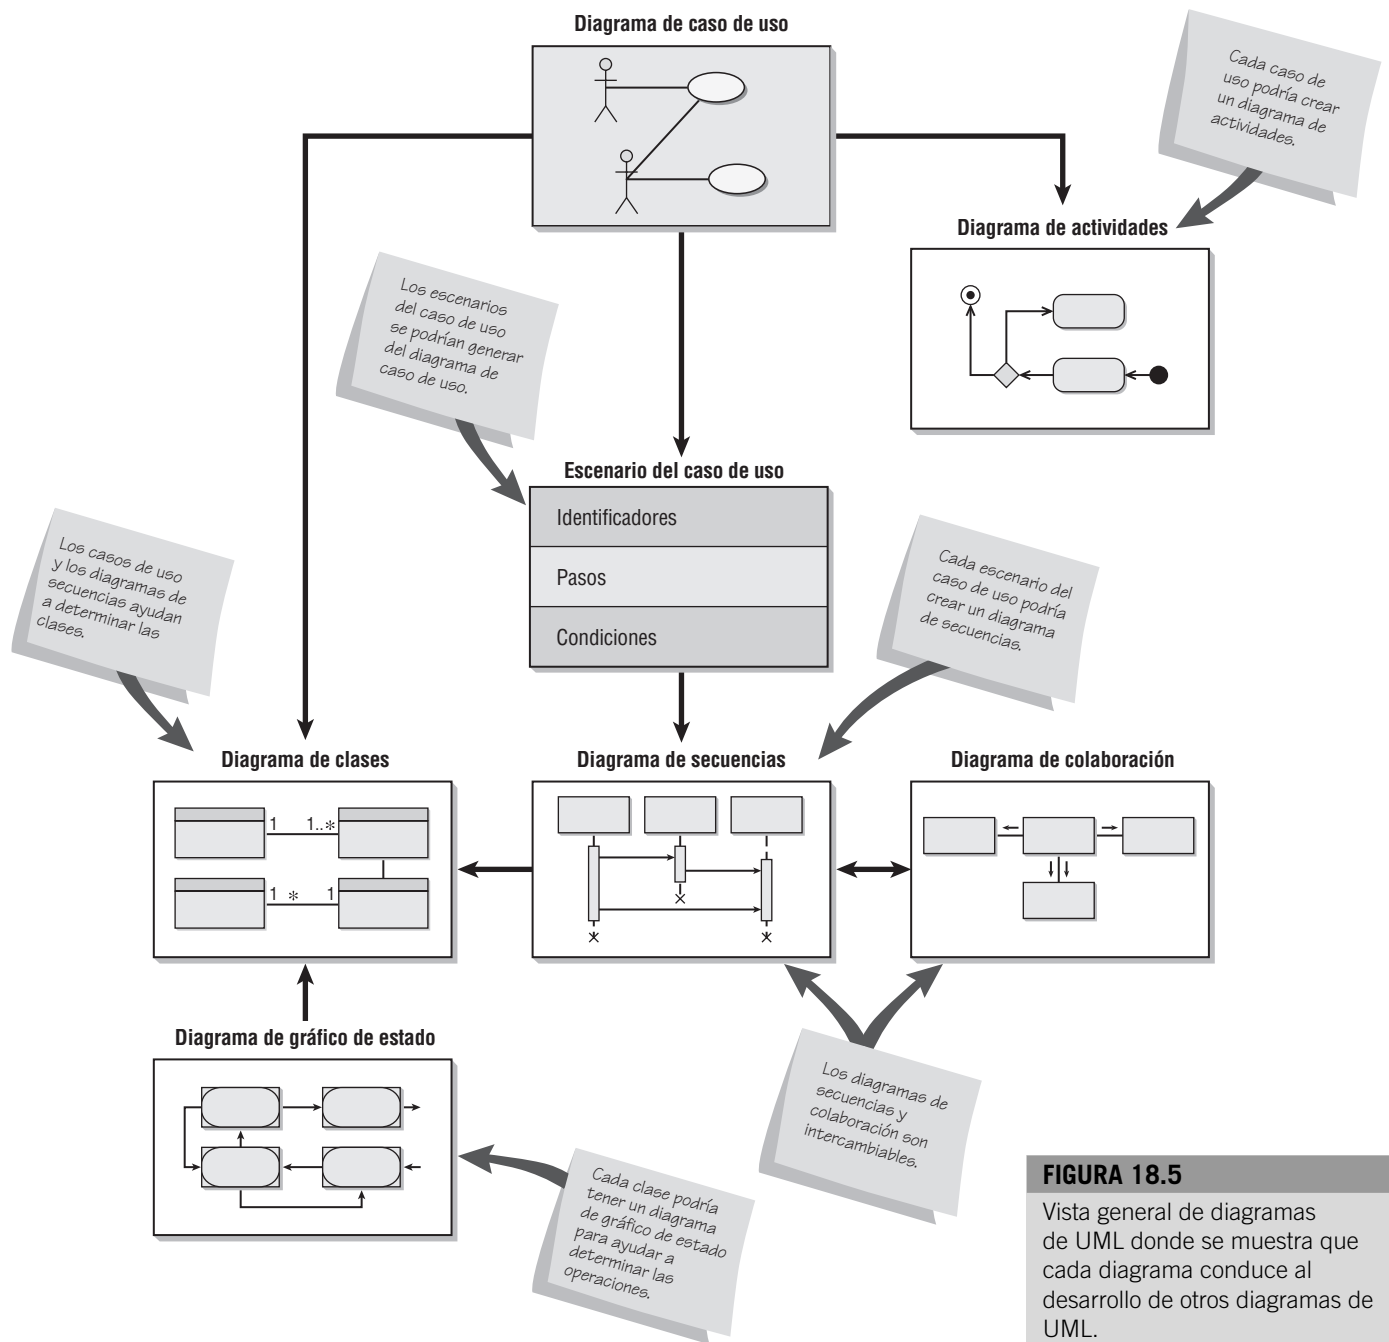 Diagrama de caso de uso
Cada caso de
uso podría crear
un diagrama de
actividades.
Diagrama de actividades
Los escenarios
del caso de uso
se podrían generar
del diagrama de
caso de uso.
Escenario del caso de uso
Identificadores
Pasos
Condiciones
Los casos de uso
y los diagramas de
secuencias ayudan
a determinar las
clases.
Cada escenario del
caso de uso podría
crear un diagrama
de secuencias.
Diagrama de clases
1 1..*
1 * 1
Diagrama de secuencias
Diagrama de colaboración
Diagrama de gráfico de estado
Los diagramas de
secuencias y
colaboración son
intercambiables.
Cada clase podría
tener un diagrama
de gráfico de estado
para ayudar a
determinar las
operaciones.
FIGURA 18.5
Vista general de diagramas
de UML donde se muestra que
cada diagrama conduce al
desarrollo de otros diagramas de
UML.